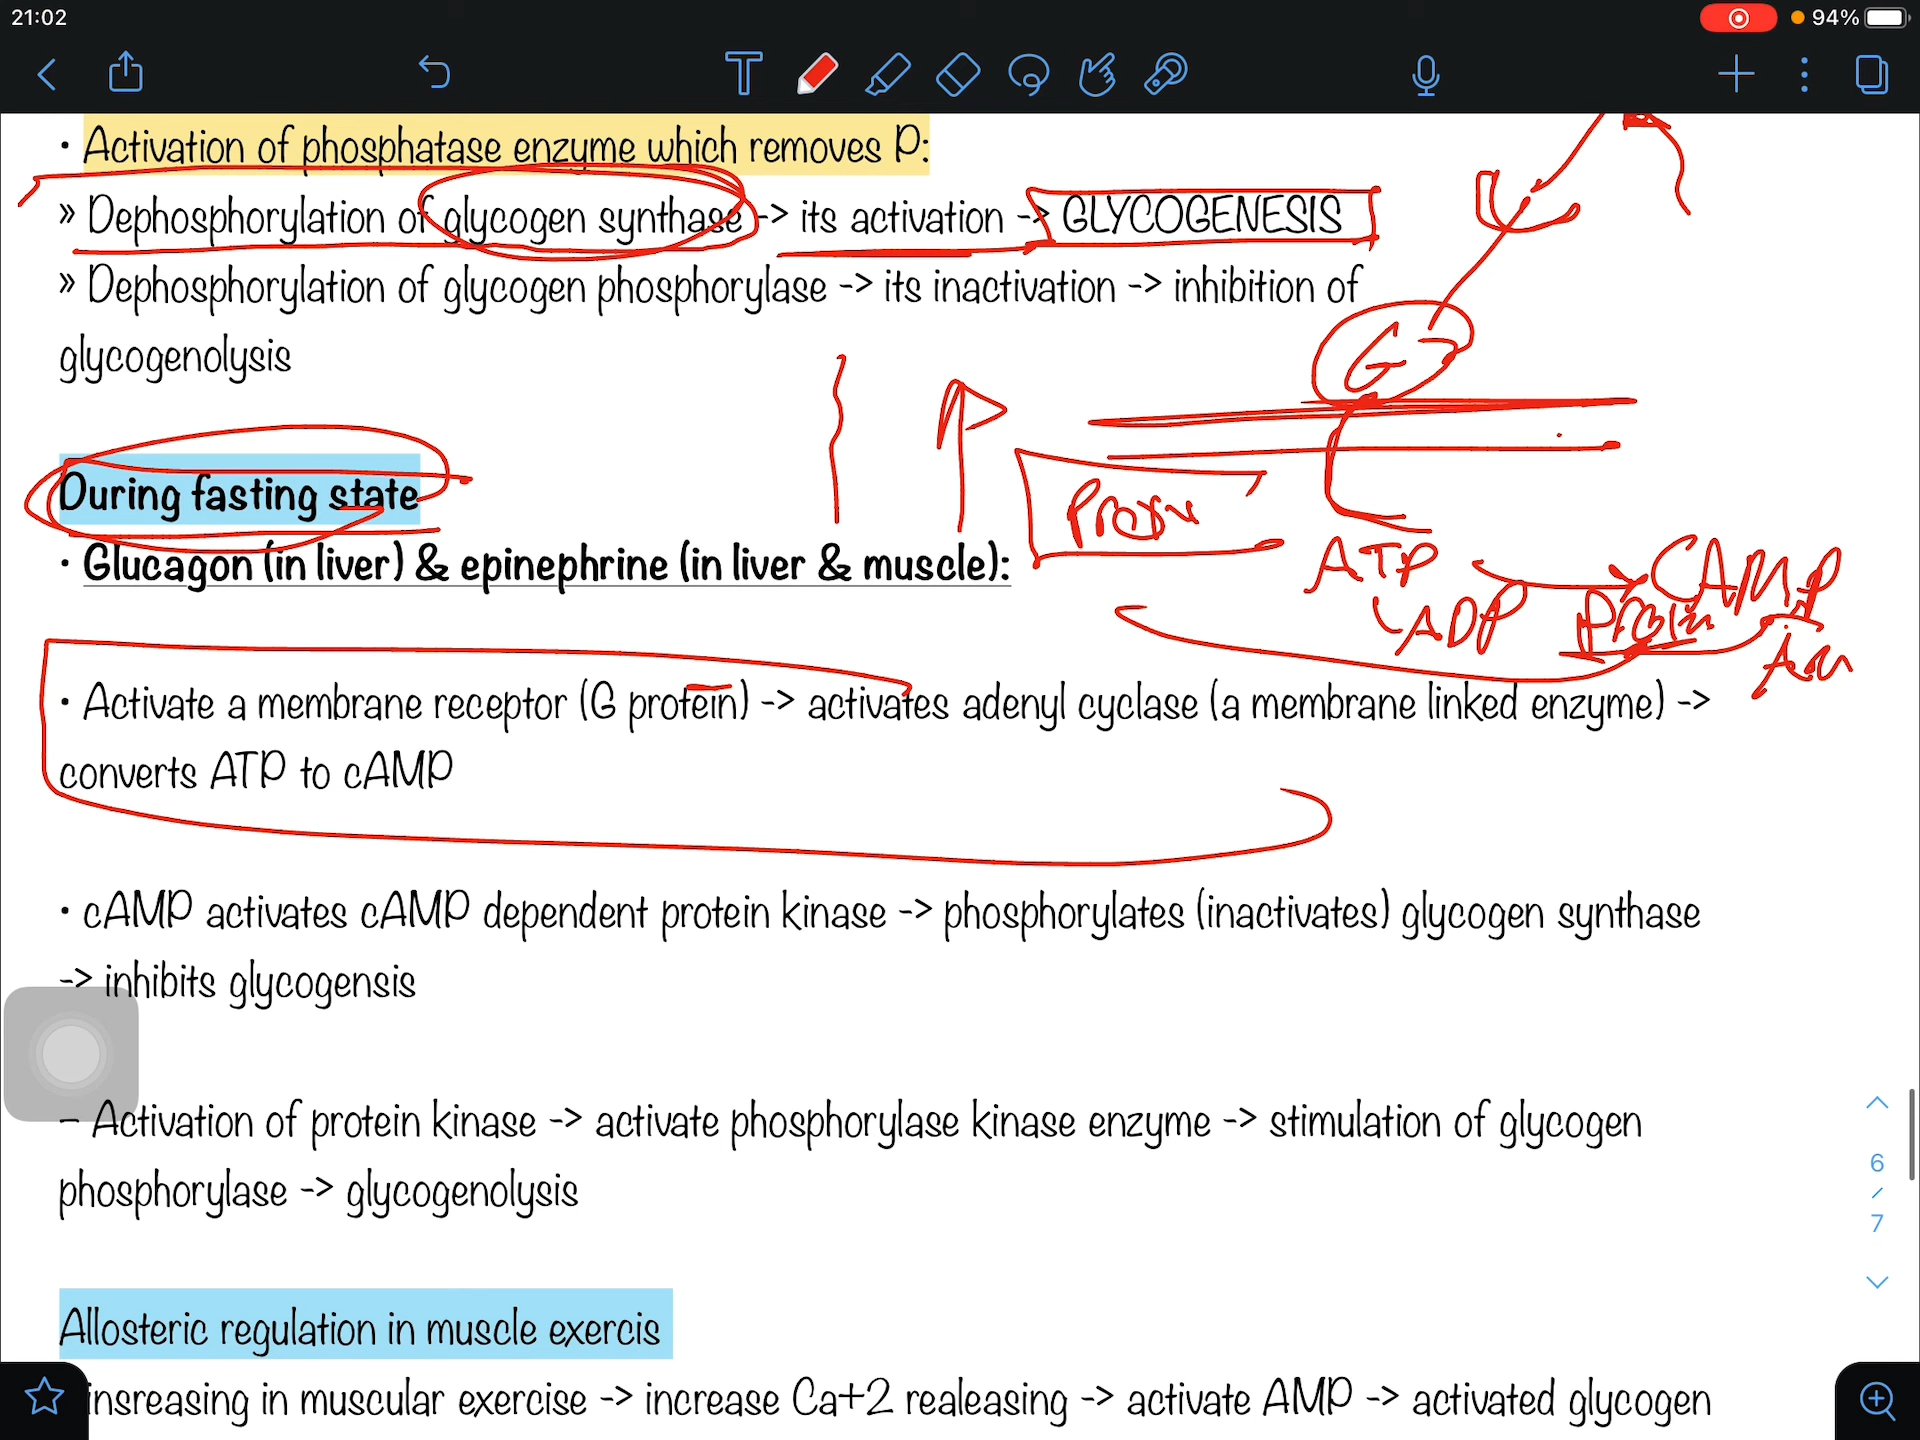 21:02
94%
• Activation of phosphatase enzyme which removes P:
» Dephosphorylation of glycogen synthase -> its activation -> GLYCOGENESIS
» Dephosphorylation of glycogen phosphorylase -> its inactivation -> inhibition of
glycogenolysis
G
During fasting state
ATP
CAMP
ADP
• Glucagon (in liver) & epinephrine (in liver & muscle):
• Activate a membrane receptor (G protein) -> activates adenyl cyclase (a membrane linked enzyme) ->
converts ATP to cAMP
• cAMP activates cAMP dependent protein kinase -> phosphorylates (inactivates) glycogen synthase
-> inhibits glycogensis
- Activation of protein kinase -> activate phosphorylase kinase enzyme -> stimulation of glycogen
phosphorylase -> glycogenolysis
6
/
7
Allosteric regulation in muscle exercis
insreasing in muscular exercise -> increase Ca+2 realeasing -> activate AMP -> activated glycogen